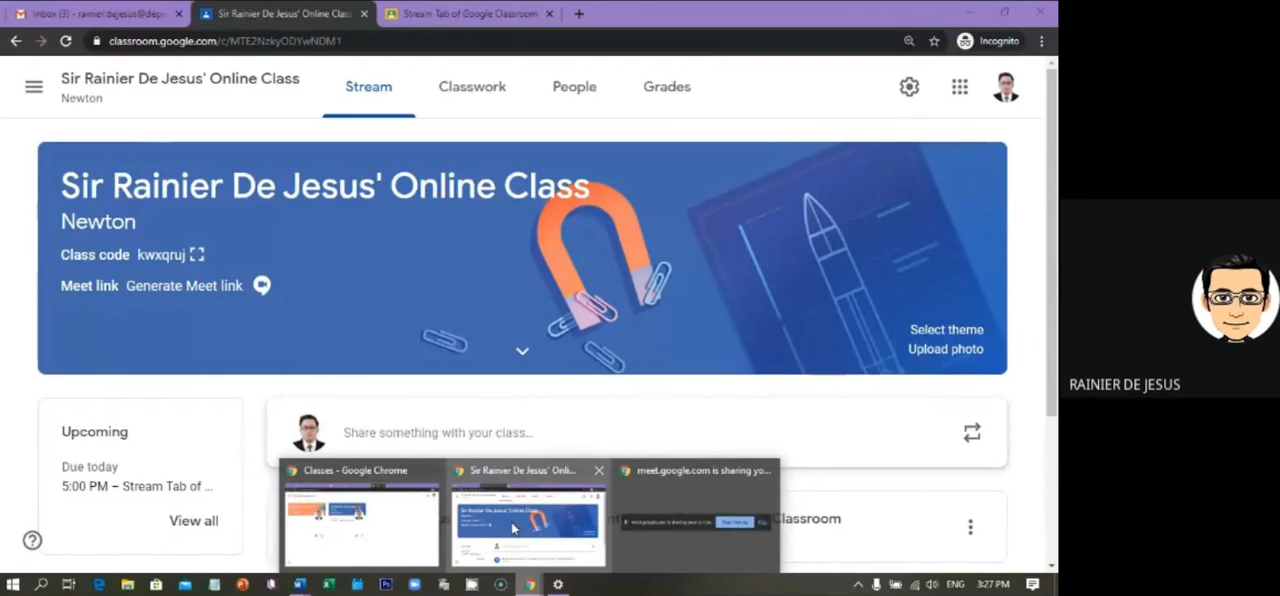 Inbox (3) - rainier.dejesus@depe
Sir Rainier De Jesus' Online Clas
Stream Tab of Google Classroom
classroom.google.com/c/MTE2NzkyODYwNDM1
Incognito
Sir Rainier De Jesus' Online Class
Newton
Stream
Classwork
People
Grades
Sir Rainier De Jesus' Online Class
Newton
Class code kwxqruj
Meet link Generate Meet link
Select theme
Upload photo
RAINIER DE JESUS
Upcoming
Share something with your class...
Due today
5:00 PM – Stream Tab of ...
View all
Classes - Google Chrome
Sir Rainier De Jesus' Onli...
meet.google.com is sharing yo...
Stop sharing
Classroom
ENG
3:27 PM